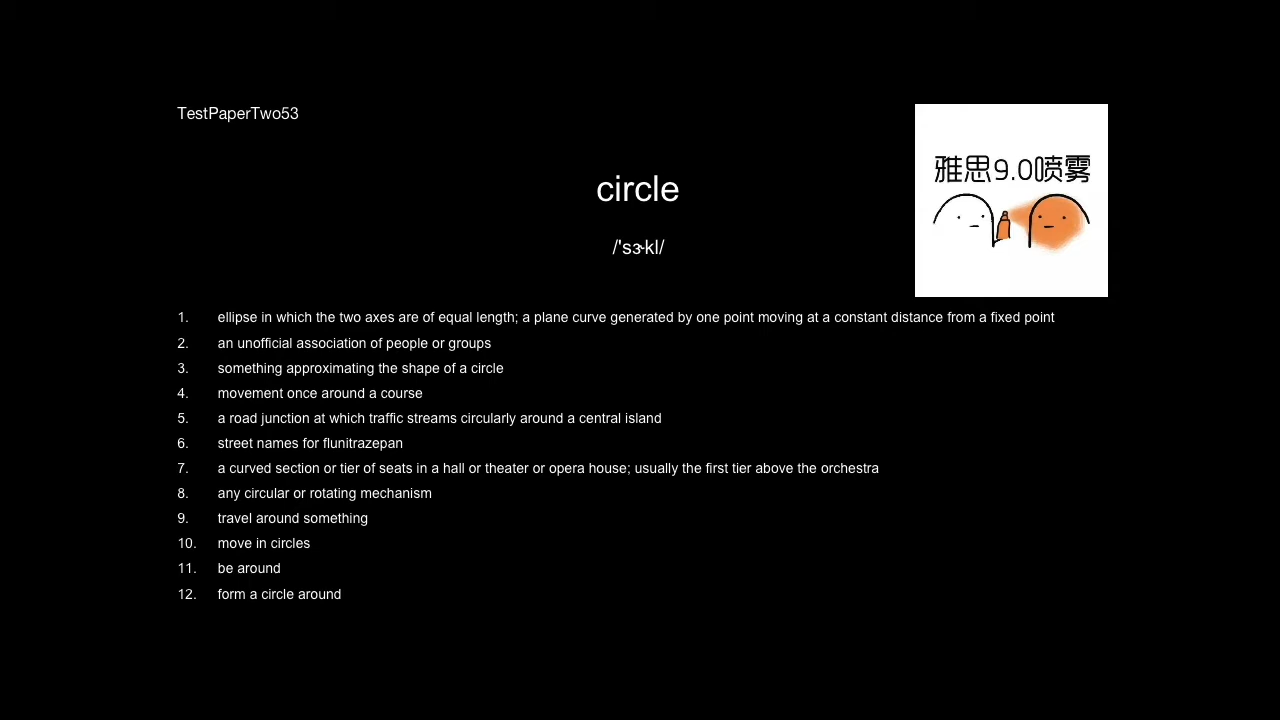 TestPaperTwo53
雅思9.0喷雾
circle
/'sɝkl/
1. ellipse in which the two axes are of equal length; a plane curve generated by one point moving at a constant distance from a fixed point
2. an unofficial association of people or groups
3. something approximating the shape of a circle
4. movement once around a course
5. a road junction at which traffic streams circularly around a central island
6. street names for flunitrazepan
7. a curved section or tier of seats in a hall or theater or opera house; usually the first tier above the orchestra
8. any circular or rotating mechanism
9. travel around something
10. move in circles
11. be around
12. form a circle around